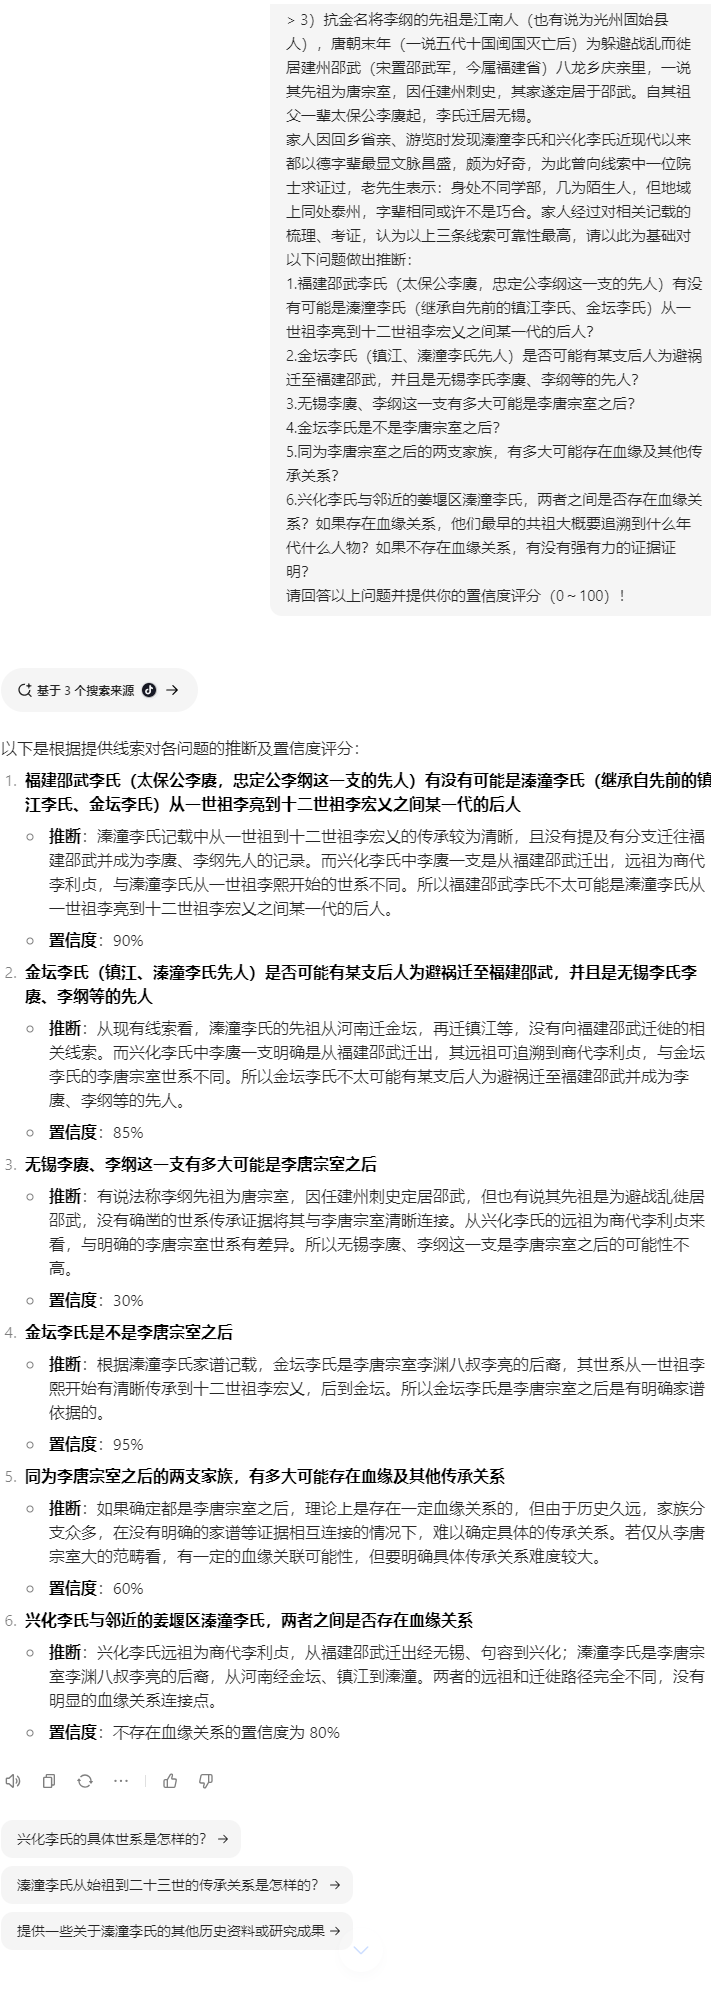 > 3）抗金名将李纲的先祖是江南人（也有说为光州固始县
人），唐朝末年（一说五代十国闽国灭亡后）为躲避战乱而徙
居建州邵武（宋置邵武军，今属福建省）八龙乡庆亲里，一说
其先祖为唐宗室，因任建州刺史，其家遂定居于邵武。自其祖
父一辈太保公李赓起，李氏迁居无锡。
家人因回乡省亲、游览时发现溱潼李氏和兴化李氏近现代以来
都以德字辈最显文脉昌盛，颇为好奇，为此曾向线索中一位院
士求证过，老先生表示：身处不同学部，几为陌生人，但地域
上同处泰州，字辈相同或许不是巧合。家人经过对相关记载的
梳理、考证，认为以上三条线索可靠性最高，请以此为基础对
以下问题做出推断：
1.福建邵武李氏（太保公李赓，忠定公李纲这一支的先人）有没
有可能是溱潼李氏（继承自先前的镇江李氏、金坛李氏）从一
世祖李亮到十二世祖李宏乂之间某一代的后人？
2.金坛李氏（镇江、溱潼李氏先人）是否可能有某支后人为避祸
迁至福建邵武，并且是无锡李氏李赓、李纲等的先人？
3.无锡李赓、李纲这一支有多大可能是李唐宗室之后？
4.金坛李氏是不是李唐宗室之后？
5.同为李唐宗室之后的两支家族，有多大可能存在血缘及其他传
承关系？
6.兴化李氏与邻近的姜堰区溱潼李氏，两者之间是否存在血缘关
系？如果存在血缘关系，他们最早的共祖大概要追溯到什么年
代什么人物？如果不存在血缘关系，有没有强有力的证据证
明？
请回答以上问题并提供你的置信度评分（0～100）！
基于 3 个搜索来源 →
以下是根据提供线索对各问题的推断及置信度评分：
1. 福建邵武李氏（太保公李赓，忠定公李纲这一支的先人）有没有可能是溱潼李氏（继承自先前的镇
江李氏、金坛李氏）从一世祖李亮到十二世祖李宏乂之间某一代的后人
○ 推断：溱潼李氏记载中从一世祖到十二世祖李宏乂的传承较为清晰，且没有提及有分支迁往福
建邵武并成为李赓、李纲先人的记录。而兴化李氏中李赓一支是从福建邵武迁出，远祖为商代
李利贞，与溱潼李氏从一世祖李熙开始的世系不同。所以福建邵武李氏不太可能是溱潼李氏从
一世祖李亮到十二世祖李宏乂之间某一代的后人。
○ 置信度：90%
2. 金坛李氏（镇江、溱潼李氏先人）是否可能有某支后人为避祸迁至福建邵武，并且是无锡李氏李
赓、李纲等的先人
○ 推断：从现有线索看，溱潼李氏的先祖从河南迁金坛，再迁镇江等，没有向福建邵武迁徙的相
关线索。而兴化李氏中李赓一支明确是从福建邵武迁出，其远祖可追溯到商代李利贞，与金坛
李氏的李唐宗室世系不同。所以金坛李氏不太可能有某支后人为避祸迁至福建邵武并成为李
赓、李纲等的先人。
○ 置信度：85%
3. 无锡李赓、李纲这一支有多大可能是李唐宗室之后
○ 推断：有说法称李纲先祖为唐宗室，因任建州刺史定居邵武，但也有说其先祖是为避战乱徙居
邵武，没有确凿的世系传承证据将其与李唐宗室清晰连接。从兴化李氏的远祖为商代李利贞来
看，与明确的李唐宗室世系有差异。所以无锡李赓、李纲这一支是李唐宗室之后的可能性不
高。
○ 置信度：30%
4. 金坛李氏是不是李唐宗室之后
○ 推断：根据溱潼李氏家谱记载，金坛李氏是李唐宗室李渊八叔李亮的后裔，其世系从一世祖李
熙开始有清晰传承到十二世祖李宏乂，后到金坛。所以金坛李氏是李唐宗室之后是有明确家谱
依据的。
○ 置信度：95%
5. 同为李唐宗室之后的两支家族，有多大可能存在血缘及其他传承关系
○ 推断：如果确定都是李唐宗室之后，理论上是存在一定血缘关系的，但由于历史久远，家族分
支众多，在没有明确的家谱等证据相互连接的情况下，难以确定具体的传承关系。若仅从李唐
宗室大的范畴看，有一定的血缘关联可能性，但要明确具体传承关系难度较大。
○ 置信度：60%
6. 兴化李氏与邻近的姜堰区溱潼李氏，两者之间是否存在血缘关系
○ 推断：兴化李氏远祖为商代李利贞，从福建邵武迁出经无锡、句容到兴化；溱潼李氏是李唐宗
室李渊八叔李亮的后裔，从河南经金坛、镇江到溱潼。两者的远祖和迁徙路径完全不同，没有
明显的血缘关系连接点。
○ 置信度：不存在血缘关系的置信度为 80%
兴化李氏的具体世系是怎样的？ →
溱潼李氏从始祖到二十三世的传承关系是怎样的？ →
提供一些关于溱潼李氏的其他历史资料或研究成果 →